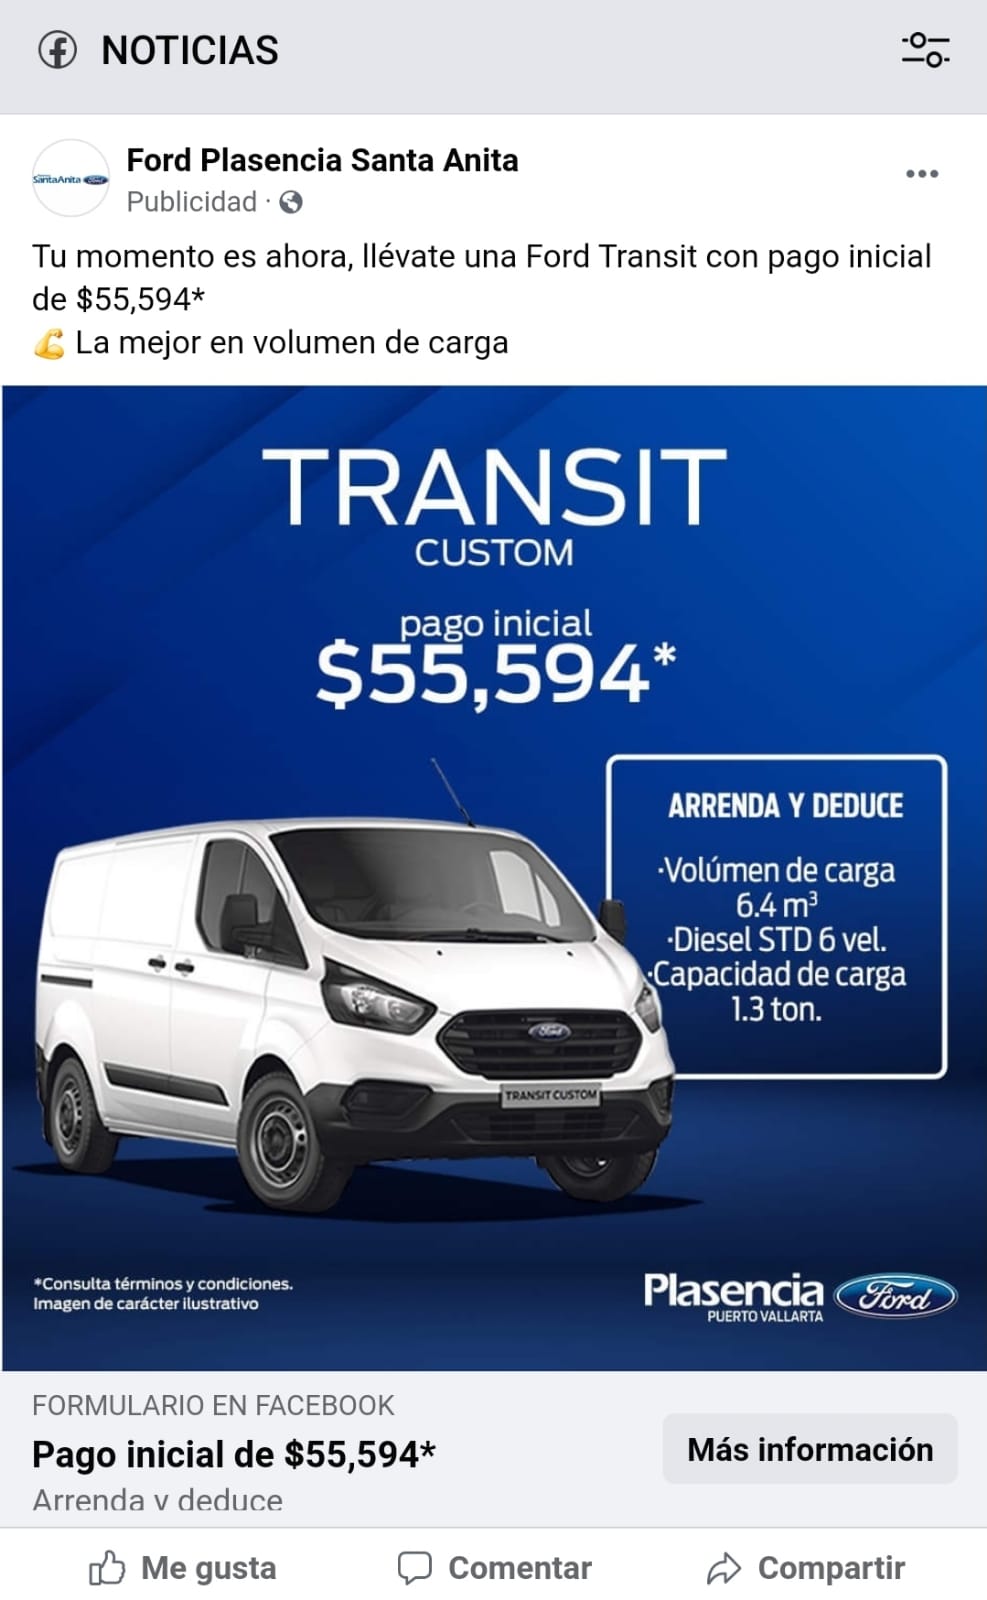 NOTICIAS
Ford Plasencia Santa Anita
SantaAnita Ford
Publicidad ·
Tu momento es ahora, llévate una Ford Transit con pago inicial
de $55,594*
💪 La mejor en volumen de carga
TRANSIT
CUSTOM
pago inicial
$55,594*
ARRENDA Y DEDUCE
·Volúmen de carga
6.4 m³
·Diesel STD 6 vel.
·Capacidad de carga
1.3 ton.
Ford
TRANSIT CUSTOM
*Consulta términos y condiciones.
Imagen de carácter ilustrativo
Plasencia Ford
PUERTO VALLARTA
FORMULARIO EN FACEBOOK
Pago inicial de $55,594*
Más información
Arrenda y deduce
Me gusta
Comentar
Compartir